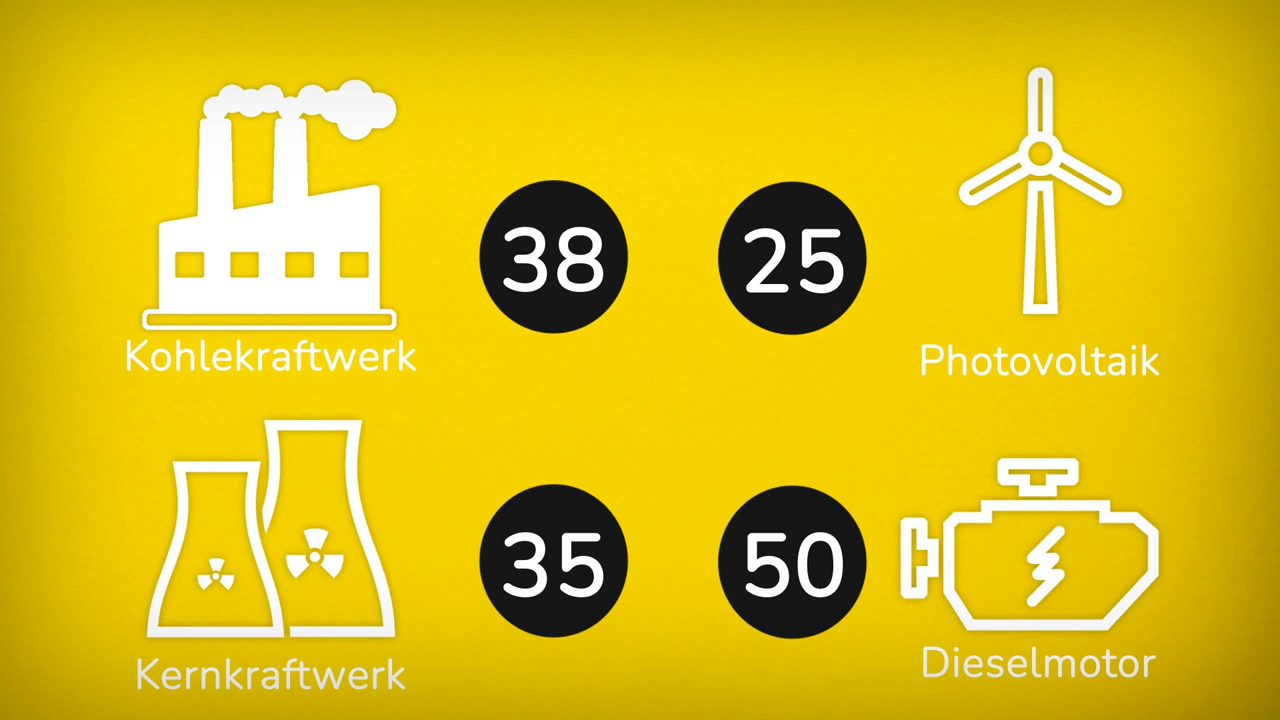 38
25
Kohlekraftwerk
Photovoltaik
35
50
Kernkraftwerk
Dieselmotor